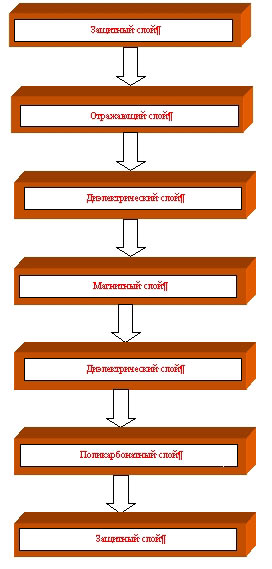 Защитный слой¶
Отражающий слой¶
Диэлектрический слой¶
Магнитный слой¶
Диэлектрический слой¶
Поликарбонатный слой¶
Защитный слой¶